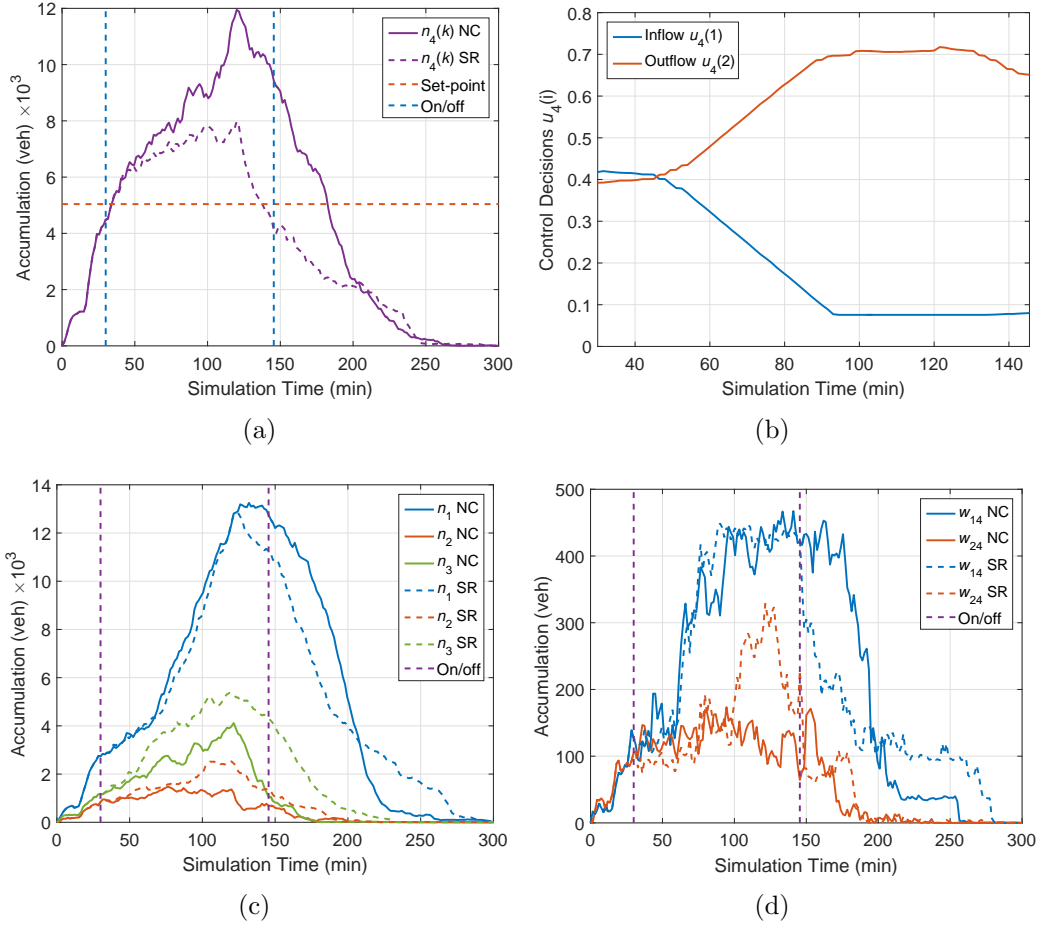 12
10
8
6
4
2
0
Accumulation (veh) ×10³
n₄(k) NC
n₄(k) SR
Set-point
On/off
0 50 100 150 200 250 300
Simulation Time (min)
(a)
0.8
0.7
0.6
0.5
0.4
0.3
0.2
0.1
0
Control Decisions u₄(i)
Inflow u₄(1)
Outflow u₄(2)
40 60 80 100 120 140
Simulation Time (min)
(b)
14
12
10
8
6
4
2
0
Accumulation (veh) ×10³
n₁ NC
n₂ NC
n₃ NC
n₁ SR
n₂ SR
n₃ SR
On/off
0 50 100 150 200 250 300
Simulation Time (min)
(c)
500
400
300
200
100
0
Accumulation (veh)
w₁₄ NC
w₂₄ NC
w₁₄ SR
w₂₄ SR
On/off
0 50 100 150 200 250 300
Simulation Time (min)
(d)